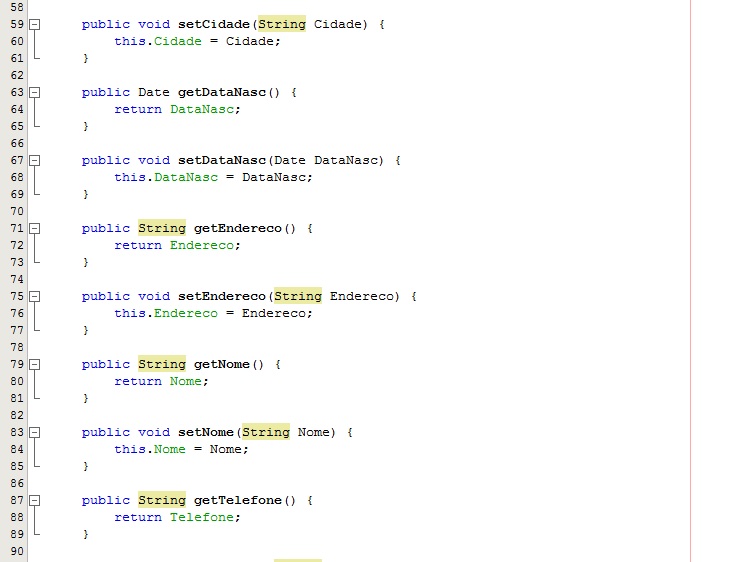 58
59 public void setCidade(String Cidade) {
60 this.Cidade = Cidade;
61 }
62
63 public Date getDataNasc() {
64 return DataNasc;
65 }
66
67 public void setDataNasc(Date DataNasc) {
68 this.DataNasc = DataNasc;
69 }
70
71 public String getEndereco() {
72 return Endereco;
73 }
74
75 public void setEndereco(String Endereco) {
76 this.Endereco = Endereco;
77 }
78
79 public String getNome() {
80 return Nome;
81 }
82
83 public void setNome(String Nome) {
84 this.Nome = Nome;
85 }
86
87 public String getTelefone() {
88 return Telefone;
89 }
90